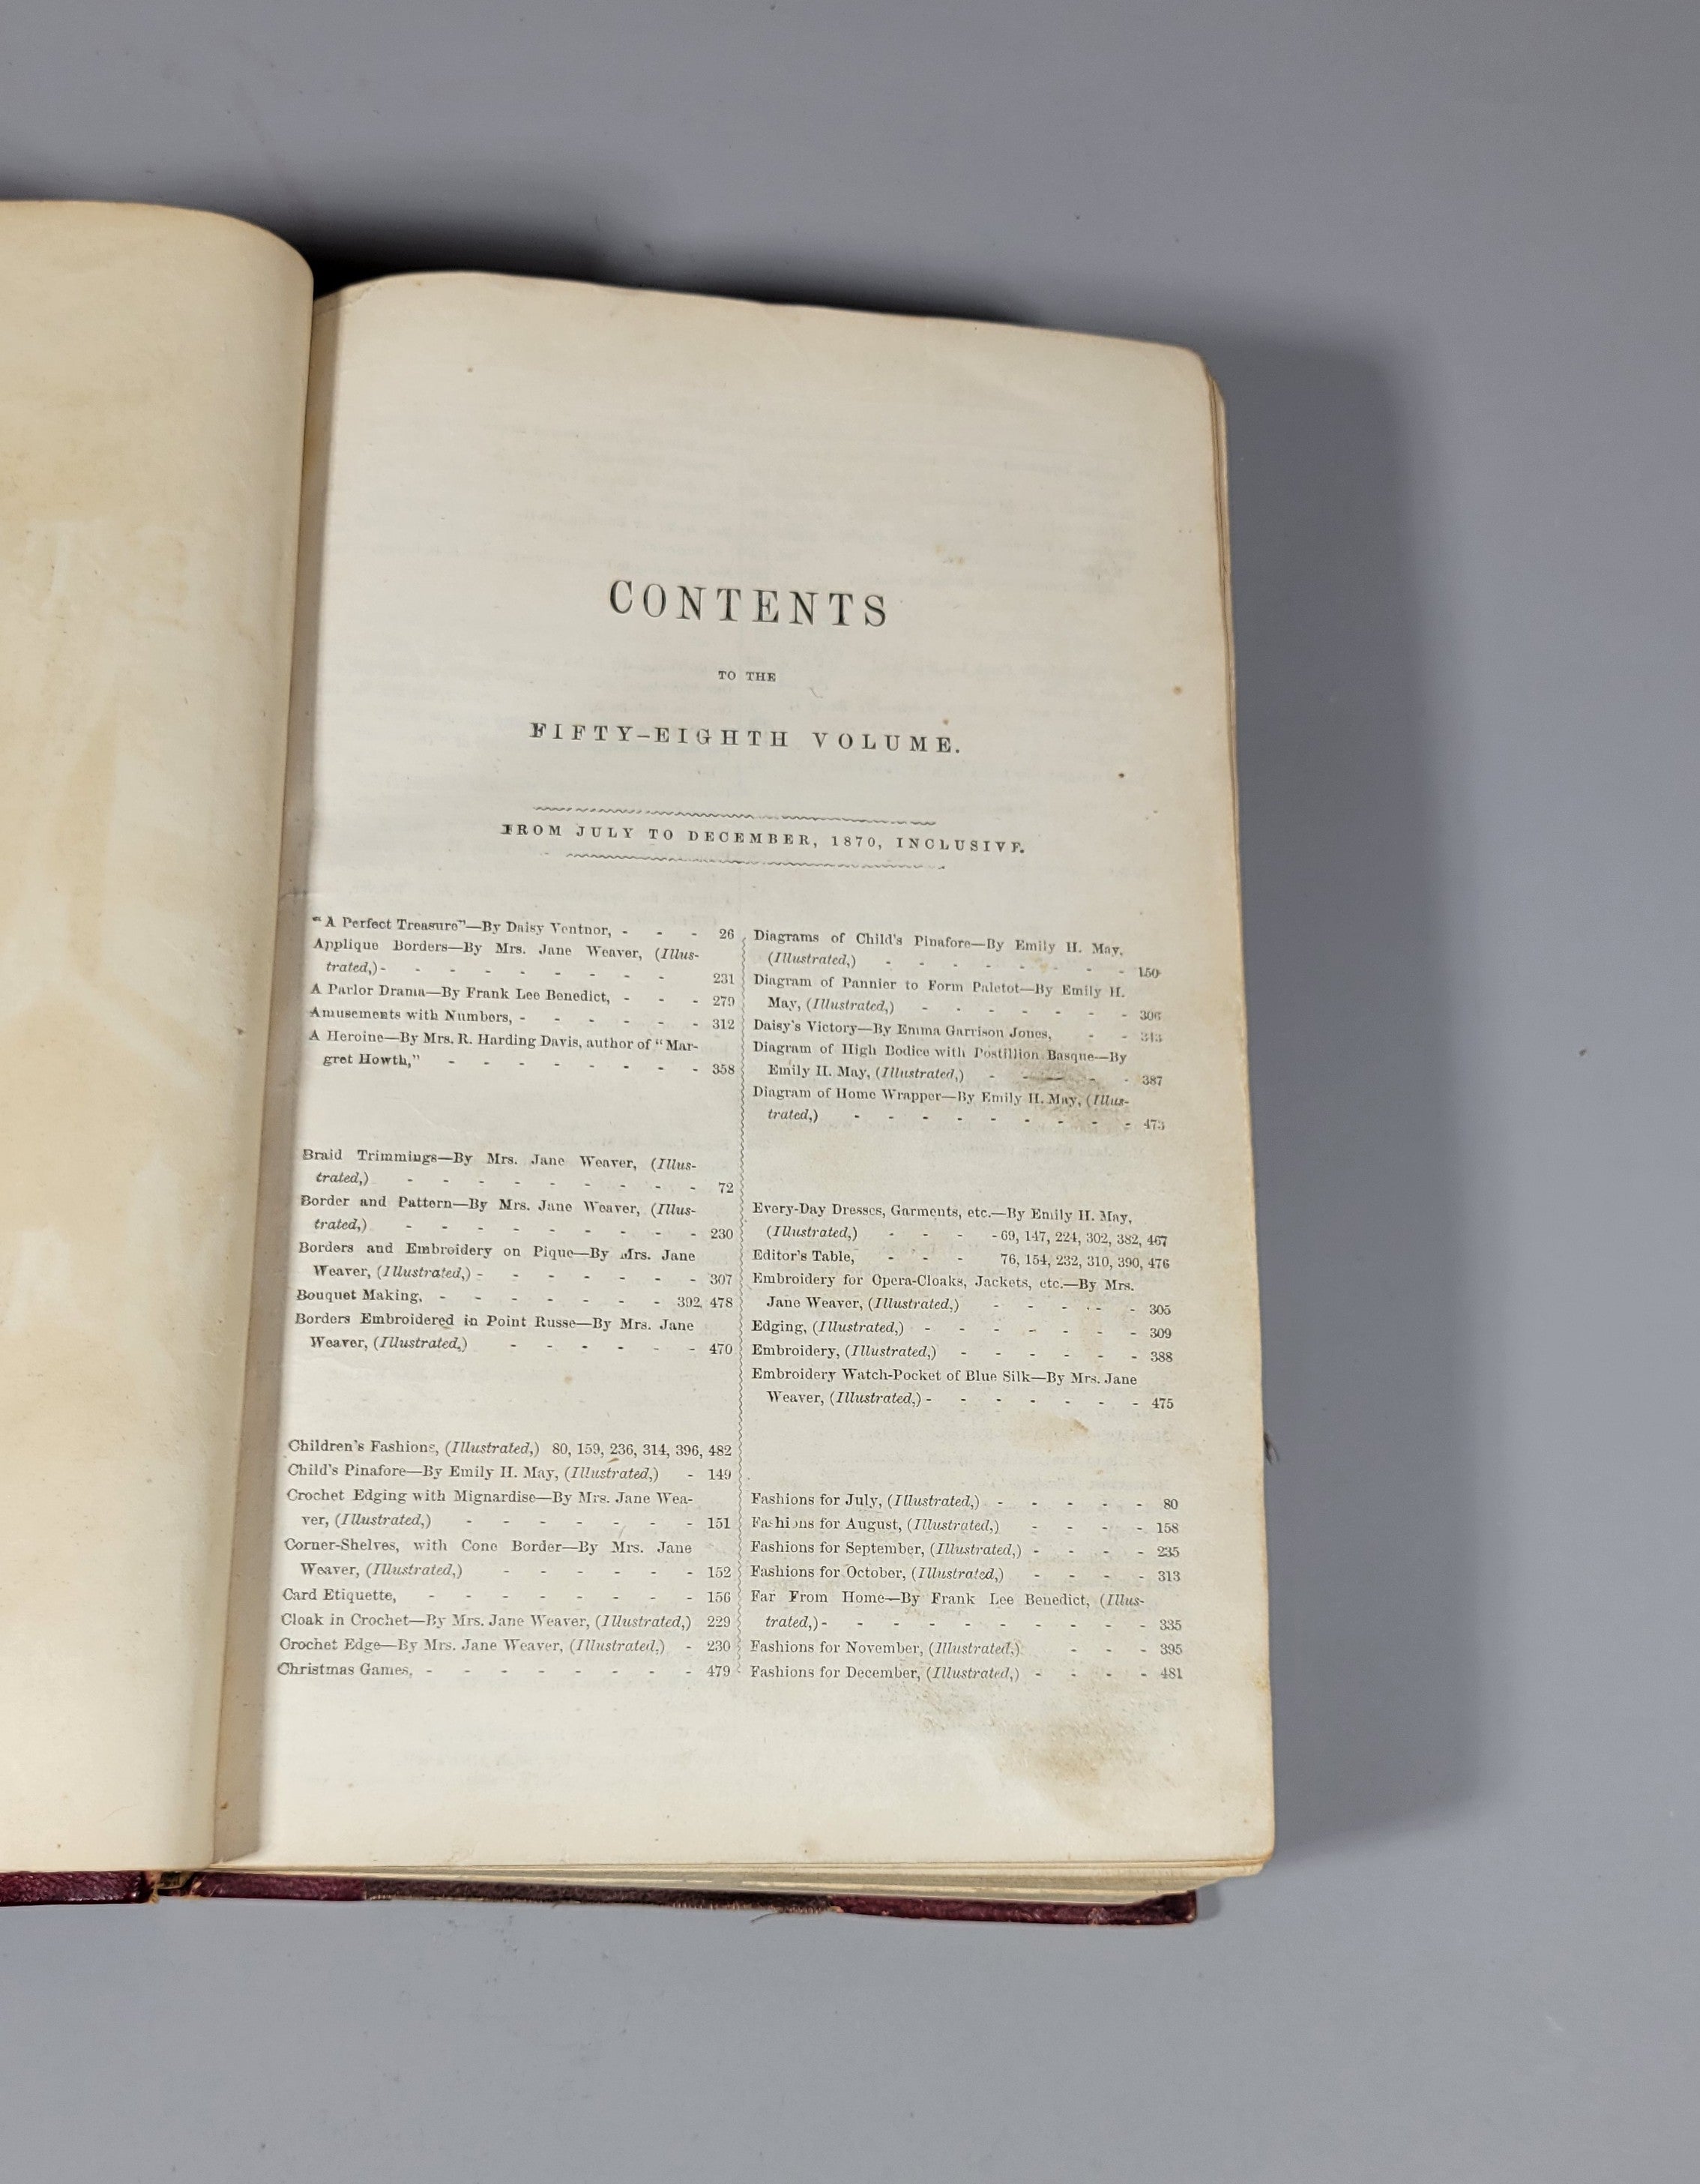 CONTENTS
TO THE
FIFTY-EIGHTH VOLUME.
FROM JULY TO DECEMBER, 1870, INCLUSIVE.
"A Perfect Treasure"—By Daisy Ventnor, - - - 26
Applique Borders—By Mrs. Jane Weaver, (Illus-
trated,) - - - - - - - - - 231
A Parlor Drama—By Frank Lee Benedict, - - - 279
Amusements with Numbers, - - - - - - 312
A Heroine—By Mrs. R. Harding Davis, author of "Mar-
gret Howth," - - - - - - - - 358
Braid Trimmings—By Mrs. Jane Weaver, (Illus-
trated,) - - - - - - - - - 72
Border and Pattern—By Mrs. Jane Weaver, (Illus-
trated,) - - - - - - - - - 230
Borders and Embroidery on Pique—By Mrs. Jane
Weaver, (Illustrated,) - - - - - - - 307
Bouquet Making, - - - - - - - 392, 478
Borders Embroidered in Point Russe—By Mrs. Jane
Weaver, (Illustrated,) - - - - - - 470
Children's Fashions, (Illustrated,) 80, 159, 236, 314, 396, 482
Child's Pinafore—By Emily H. May, (Illustrated,) - 149
Crochet Edging with Mignardise—By Mrs. Jane Wea-
ver, (Illustrated,) - - - - - - - 151
Corner-Shelves, with Cone Border—By Mrs. Jane
Weaver, (Illustrated,) - - - - - - 152
Card Etiquette, - - - - - - - - 156
Cloak in Crochet—By Mrs. Jane Weaver, (Illustrated,) 229
Crochet Edge—By Mrs. Jane Weaver, (Illustrated,) - 230
Christmas Games, - - - - - - - - 479
Diagrams of Child's Pinafore—By Emily H. May,
(Illustrated,) - - - - - - - - 150
Diagram of Pannier to Form Paletot—By Emily H.
May, (Illustrated,) - - - - - - - 306
Daisy's Victory—By Emma Garrison Jones, - - 313
Diagram of High Bodice with Postillion Basque—By
Emily H. May, (Illustrated,) - - - - 387
Diagram of Home Wrapper—By Emily H. May, (Illus-
trated,) - - - - - - - - - 473
Every-Day Dresses, Garments, etc.—By Emily H. May,
(Illustrated,) - - - - 69, 147, 224, 302, 382, 467
Editor's Table, - - - 76, 154, 232, 310, 390, 476
Embroidery for Opera-Cloaks, Jackets, etc.—By Mrs.
Jane Weaver, (Illustrated,) - - - - - 305
Edging, (Illustrated,) - - - - - - - 309
Embroidery, (Illustrated,) - - - - - - 388
Embroidery Watch-Pocket of Blue Silk—By Mrs. Jane
Weaver, (Illustrated,) - - - - - - - 475
Fashions for July, (Illustrated,) - - - - - 80
Fashions for August, (Illustrated,) - - - - 158
Fashions for September, (Illustrated,) - - - - 235
Fashions for October, (Illustrated,) - - - - 313
Far From Home—By Frank Lee Benedict, (Illus-
trated,) - - - - - - - - - - 335
Fashions for November, (Illustrated,) - - - 395
Fashions for December, (Illustrated,) - - - - 481